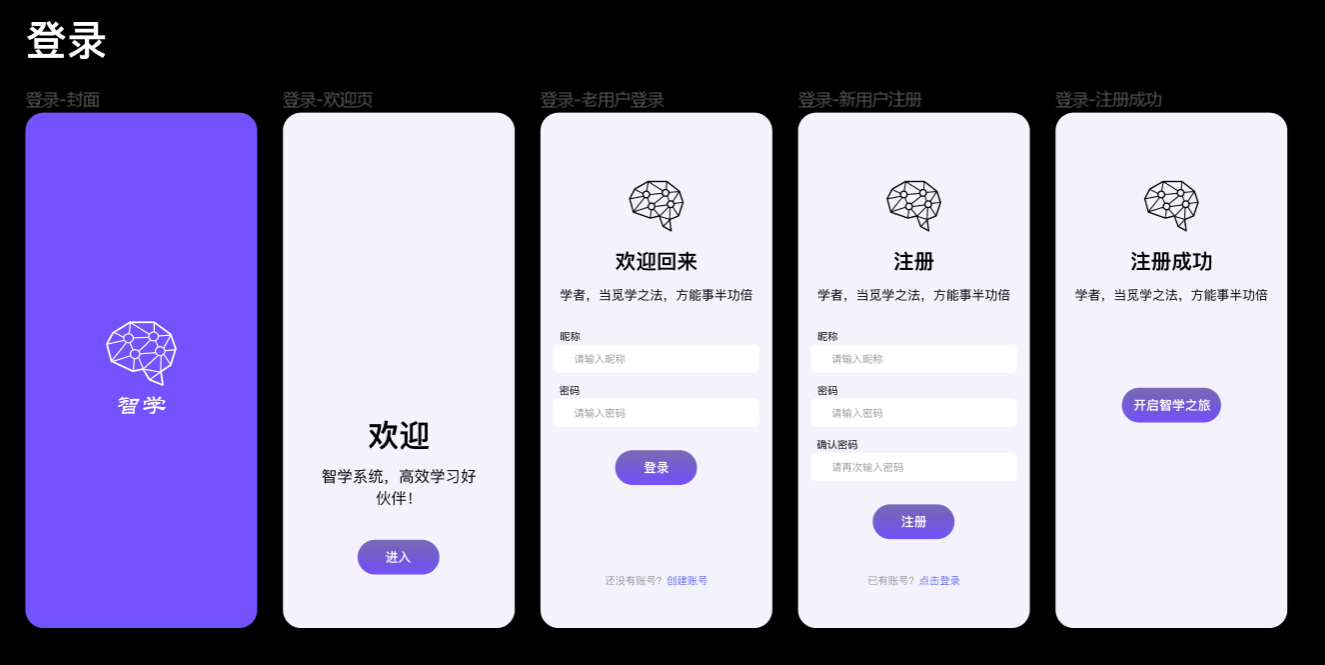 登录
登录-封面
智学
登录-欢迎页
欢迎
智学系统，高效学习好
伙伴！
进入
登录-老用户登录
欢迎回来
学者，当觅学之法，方能事半功倍
昵称
请输入昵称
密码
请输入密码
登录
还没有账号？创建账号
登录-新用户注册
注册
学者，当觅学之法，方能事半功倍
昵称
请输入昵称
密码
请输入密码
确认密码
请再次输入密码
注册
已有账号？点击登录
登录-注册成功
注册成功
学者，当觅学之法，方能事半功倍
开启智学之旅